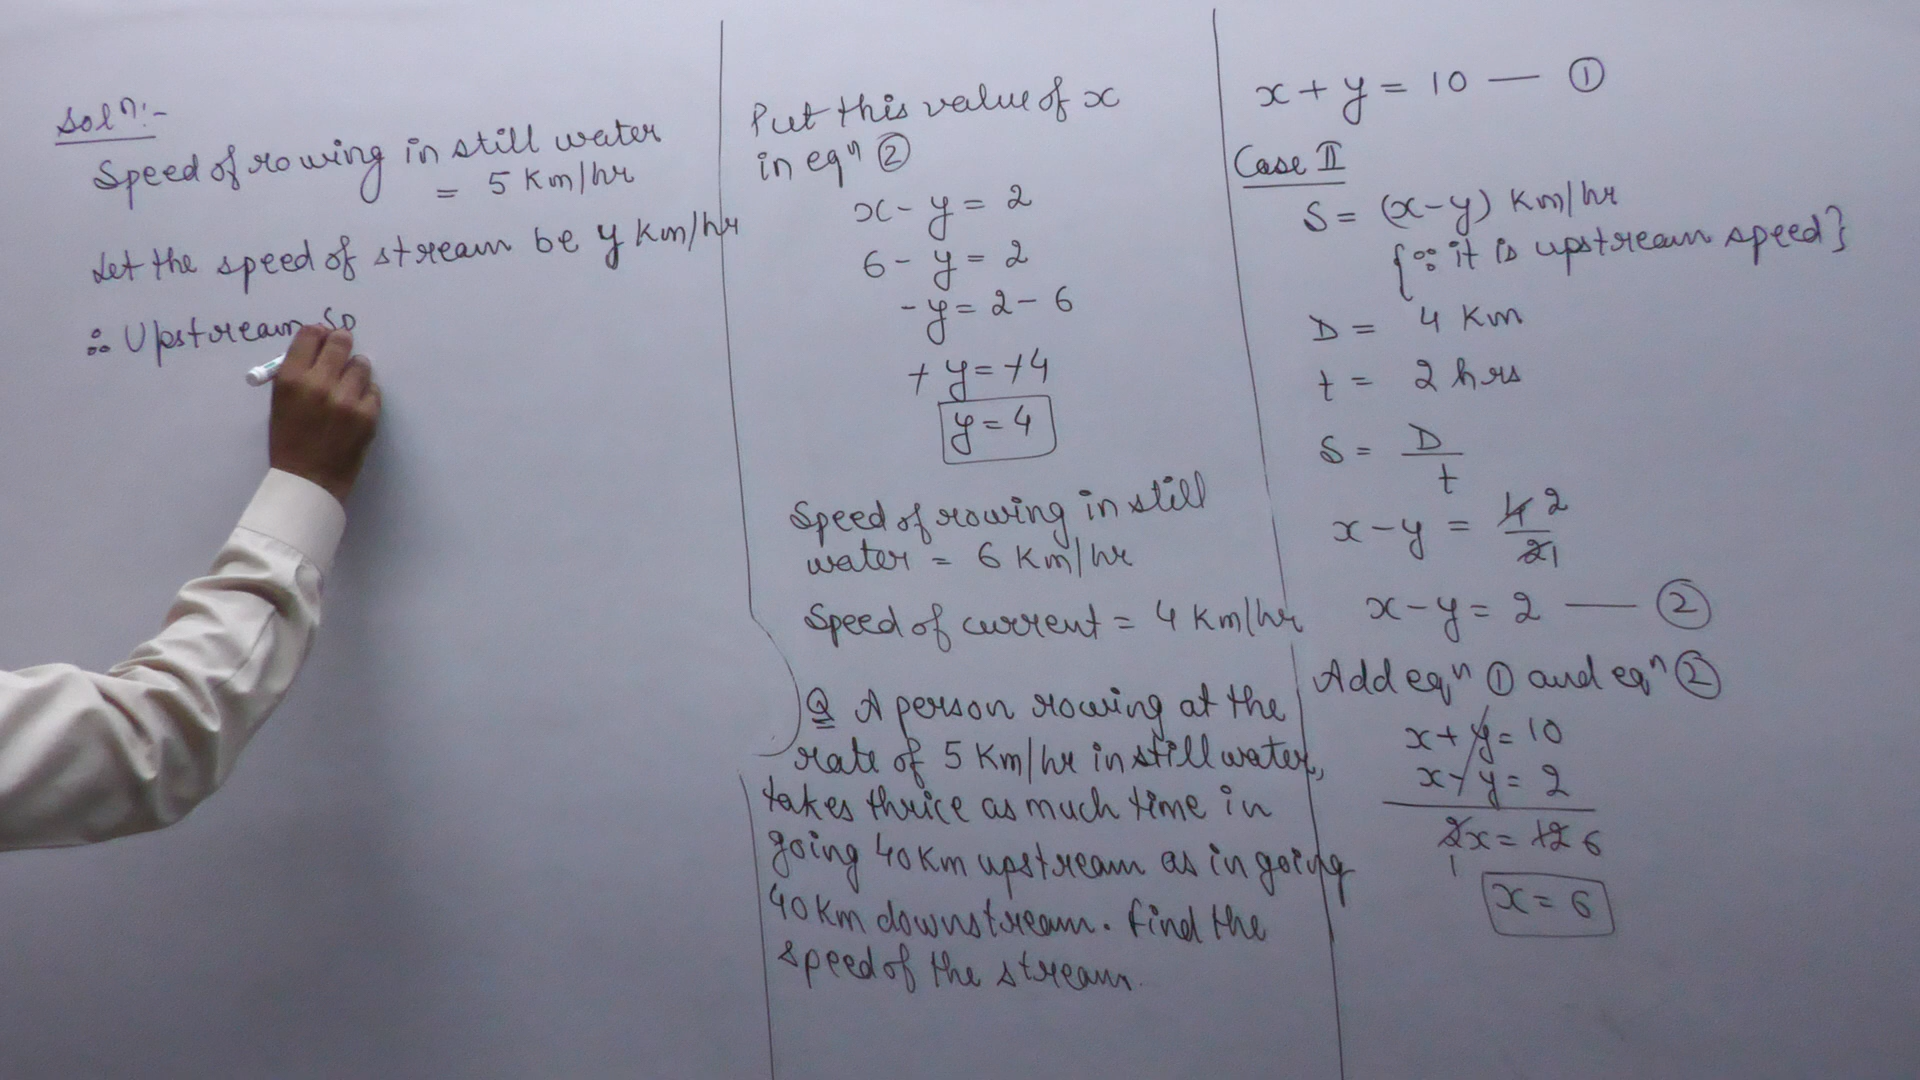 Solⁿ:-
Speed of rowing in still water
= 5 Km/hr
Let the speed of stream be y Km/hr
∴ Upstream Sp
Put this value of x
in eqⁿ ②
x - y = 2
6 - y = 2
- y = 2 - 6
+ y = +4
y = 4
Speed of rowing in still
water = 6 Km/hr
Speed of current = 4 Km/hr
Q A person rowing at the
rate of 5 Km/hr in still water,
takes thrice as much time in
going 40 Km upstream as in going
40 Km downstream. Find the
speed of the stream.
x + y = 10 — ①
Case II
S = (x-y) Km/hr
{∵ it is upstream speed}
D = 4 Km
t = 2 hrs
S = D
t
x - y = 4 2
2 1
x - y = 2 — ②
Add eqⁿ ① and eqⁿ ②
x + y = 10
x - y = 2
2x = 12 6
1
x = 6